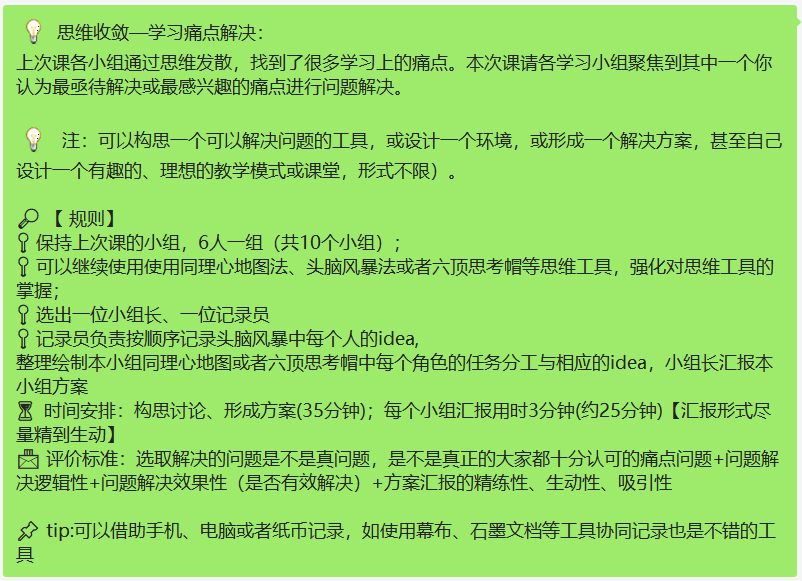 思维收敛—学习痛点解决：
上次课各小组通过思维发散，找到了很多学习上的痛点。本次课请各学习小组聚焦到其中一个你
认为最亟待解决或最感兴趣的痛点进行问题解决。
注：可以构思一个可以解决问题的工具，或设计一个环境，或形成一个解决方案，甚至自己
设计一个有趣的、理想的教学模式或课堂，形式不限）。
【 规则】
保持上次课的小组，6人一组（共10个小组）；
可以继续使用使用同理心地图法、头脑风暴法或者六顶思考帽等思维工具，强化对思维工具的
掌握；
选出一位小组长、一位记录员
记录员负责按顺序记录头脑风暴中每个人的idea,
整理绘制本小组同理心地图或者六顶思考帽中每个角色的任务分工与相应的idea，小组长汇报本
小组方案
时间安排：构思讨论、形成方案(35分钟)；每个小组汇报用时3分钟(约25分钟)【汇报形式尽
量精到生动】
评价标准：选取解决的问题是不是真问题，是不是真正的大家都十分认可的痛点问题+问题解
决逻辑性+问题解决效果性（是否有效解决）+方案汇报的精练性、生动性、吸引性
tip:可以借助手机、电脑或者纸币记录，如使用幕布、石墨文档等工具协同记录也是不错的工
具